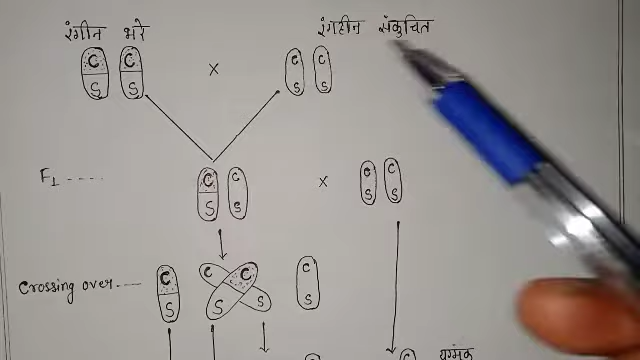 रंगीन भरे रंगहीन संकुचित
C C c c
S S × s s
F1 ---- C c × c c
S s s s
Crossing over --- C c C c
S S s s
c c युग्मक